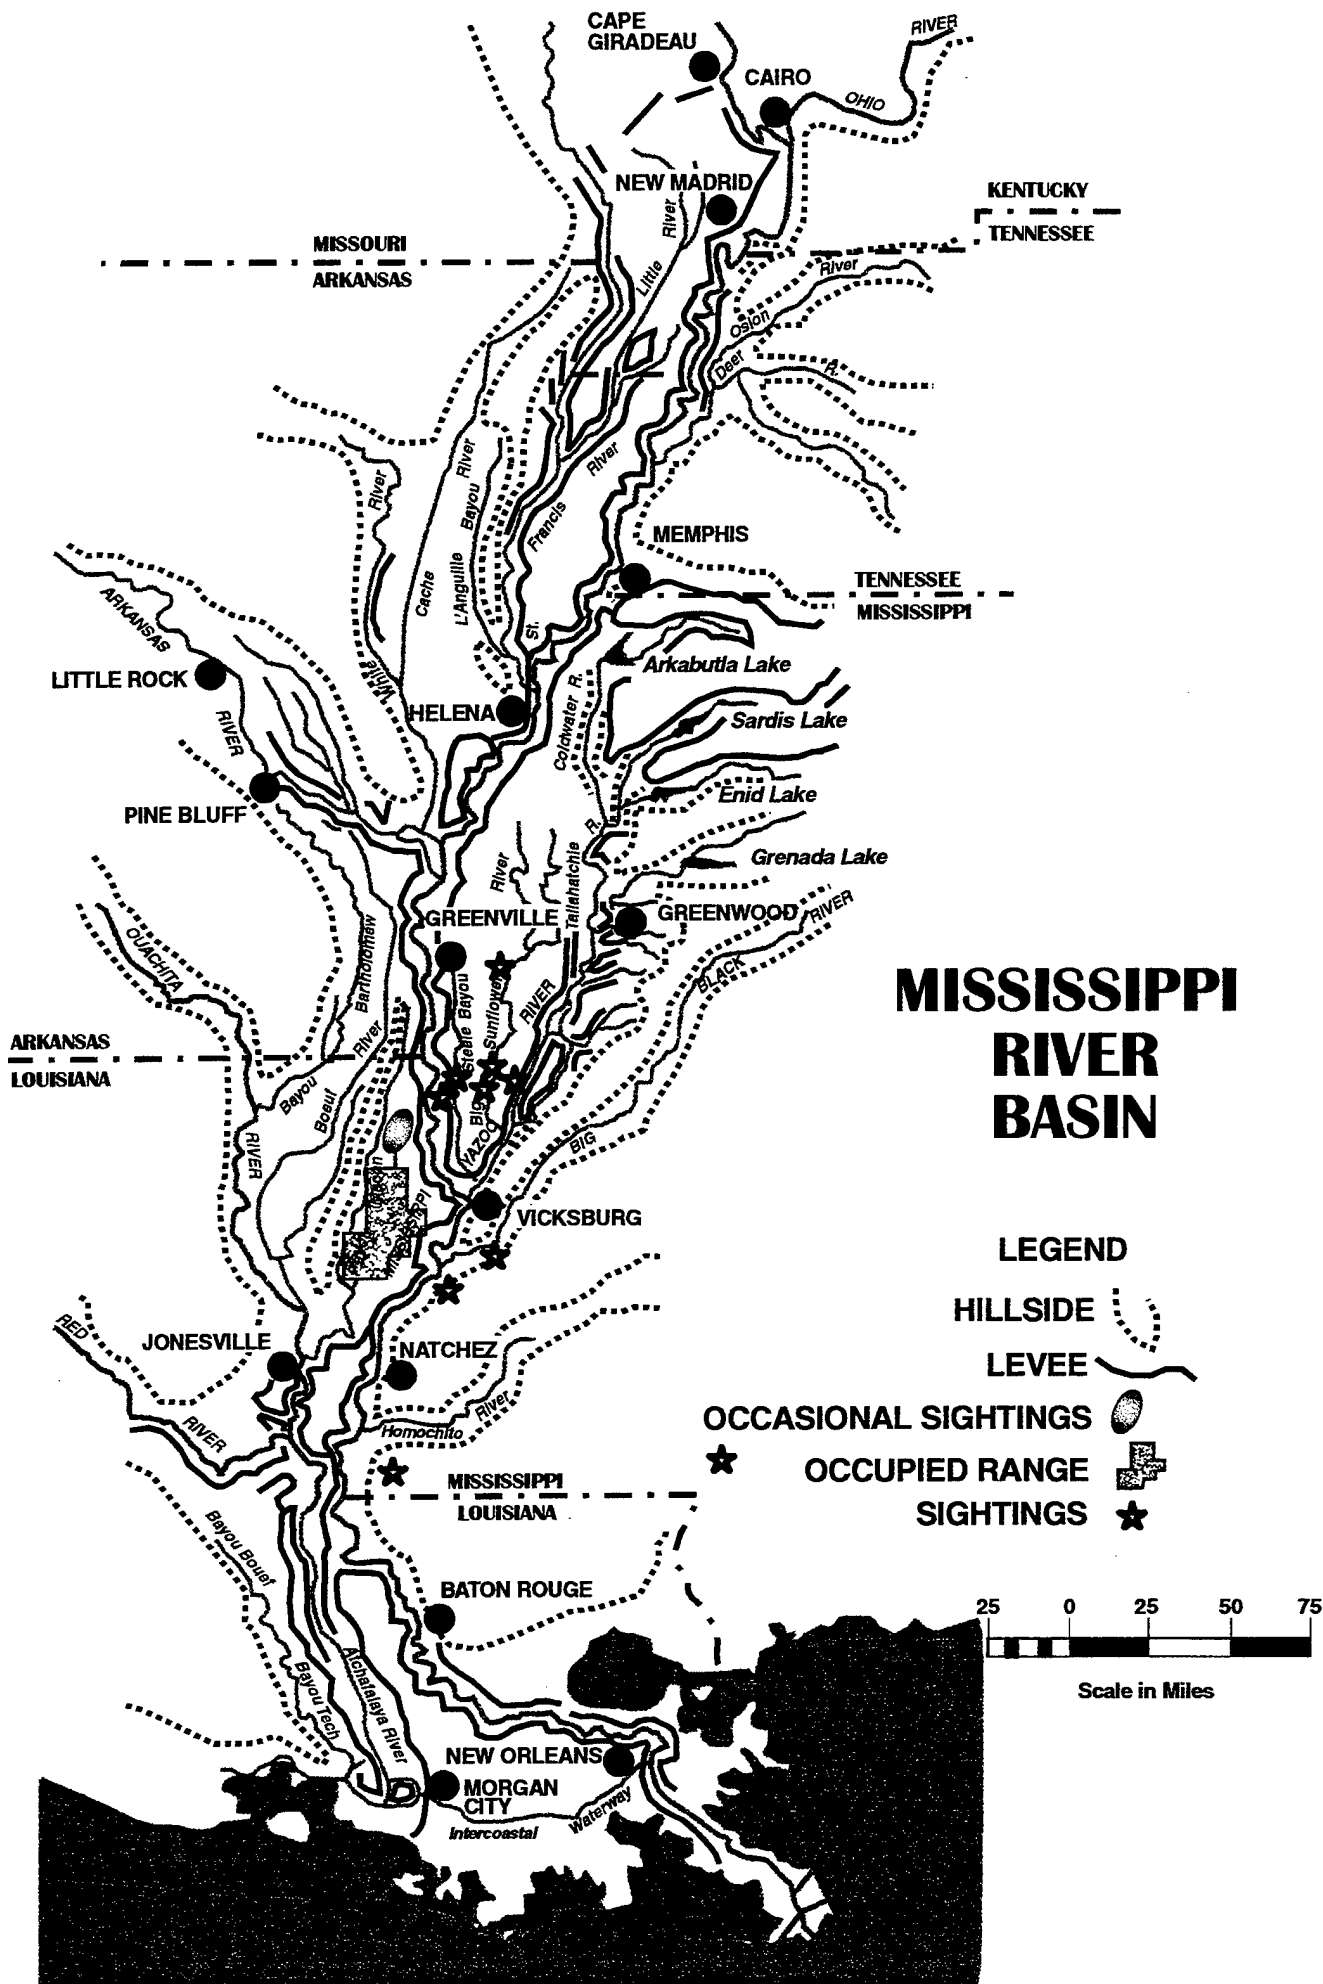 CAPE
GIRADEAU
CAIRO
RIVER
OHIO
NEW MADRID
River
Little
KENTUCKY
TENNESSEE
MISSOURI
ARKANSAS
River
Osion
Deer
R.
River
River
Bayou
River
Francis
St.
Cache
L'Anguille
White
MEMPHIS
TENNESSEE
MISSISSIPPI
ARKANSAS
RIVER
LITTLE ROCK
HELENA
PINE BLUFF
Arkabutla Lake
Coldwater R.
Sardis Lake
Enid Lake
R.
Tallahatchie
River
Grenada Lake
GREENVILLE
GREENWOOD
RIVER
BLACK
BIG
OUACHITA
RIVER
Bartholomew
Bayou
River
Boeuf
Steele Bayou
Sunflower
BIG
RIVER
YAZOO
MISSISSIPPI
RIVER
BASIN
ARKANSAS
LOUISIANA
Macon
MISSISSIPPI
VICKSBURG
LEGEND
HILLSIDE
LEVEE
OCCASIONAL SIGHTINGS
OCCUPIED RANGE
SIGHTINGS
RED
RIVER
JONESVILLE
NATCHEZ
Homochito
River
MISSISSIPPI
LOUISIANA
Bayou Bouef
BATON ROUGE
Bayou Tech
Atchafalaya River
25 0 25 50 75
Scale in Miles
NEW ORLEANS
MORGAN
CITY
Intercoastal
Waterway